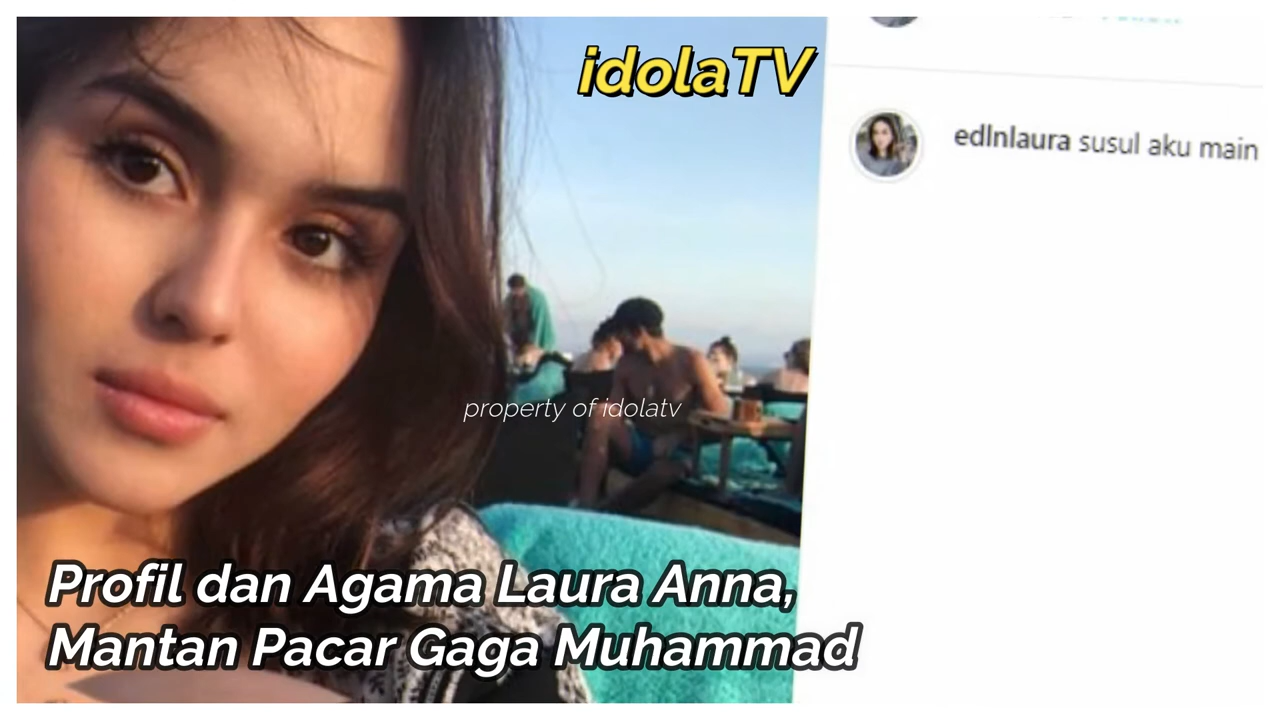 idolaTV
edlnlaura susul aku main
property of idolatv
Profil dan Agama Laura Anna,
Mantan Pacar Gaga Muhammad